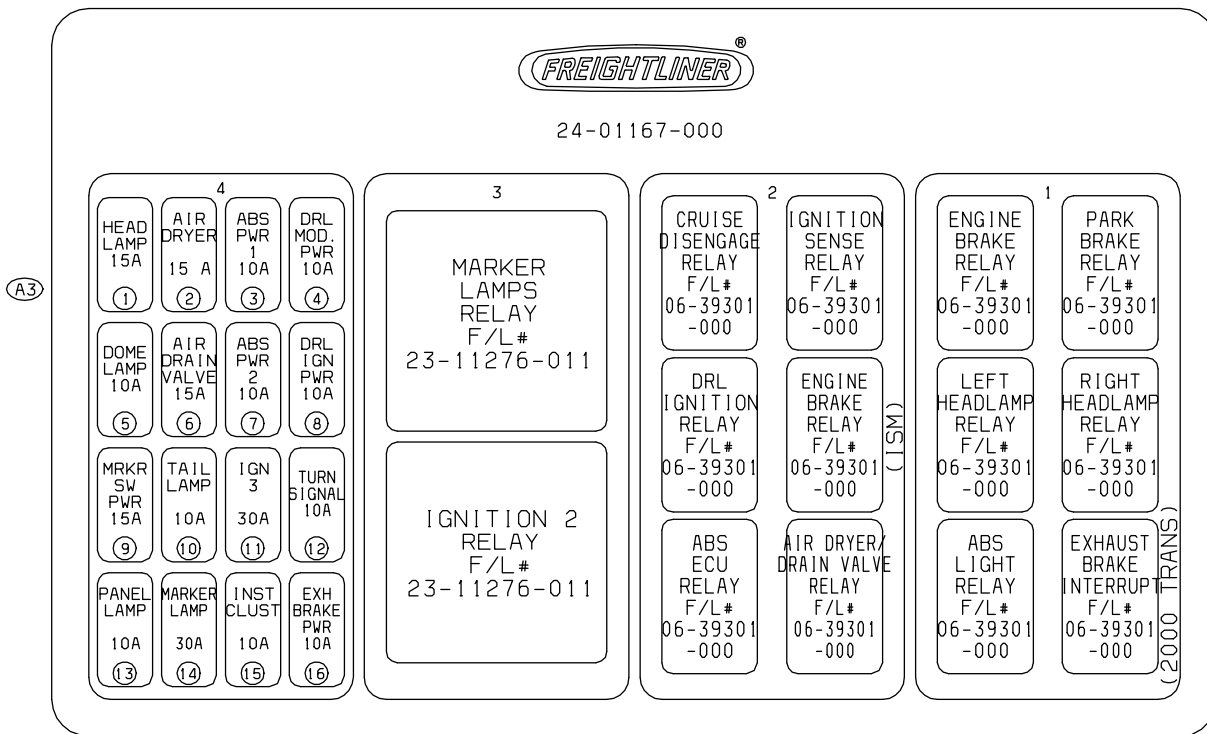 FREIGHTLINER ®
24-01167-000
A3
4
HEAD
LAMP
15A
1
AIR
DRYER
15 A
2
ABS
PWR
1
10A
3
DRL
MOD.
PWR
10A
4
DOME
LAMP
10A
5
AIR
DRAIN
VALVE
15A
6
ABS
PWR
2
10A
7
DRL
IGN
PWR
10A
8
MRKR
SW
PWR
15A
9
TAIL
LAMP
10A
10
IGN
3
30A
11
TURN
SIGNAL
10A
12
PANEL
LAMP
10A
13
MARKER
LAMP
30A
14
INST
CLUST
10A
15
EXH
BRAKE
PWR
10A
16
3
MARKER
LAMPS
RELAY
F/L#
23-11276-011
IGNITION 2
RELAY
F/L#
23-11276-011
2
CRUISE
DISENGAGE
RELAY
F/L#
06-39301
-000
IGNITION
SENSE
RELAY
F/L#
06-39301
-000
DRL
IGNITION
RELAY
F/L#
06-39301
-000
ENGINE
BRAKE
RELAY
F/L#
06-39301
-000
(ISM)
ABS
ECU
RELAY
F/L#
06-39301
-000
AIR DRYER/
DRAIN VALVE
RELAY
F/L#
06-39301
-000
1
ENGINE
BRAKE
RELAY
F/L#
06-39301
-000
PARK
BRAKE
RELAY
F/L#
06-39301
-000
LEFT
HEADLAMP
RELAY
F/L#
06-39301
-000
RIGHT
HEADLAMP
RELAY
F/L#
06-39301
-000
ABS
LIGHT
RELAY
F/L#
06-39301
-000
EXHAUST
BRAKE
INTERRUPT
F/L#
06-39301
-000
(2000 TRANS)